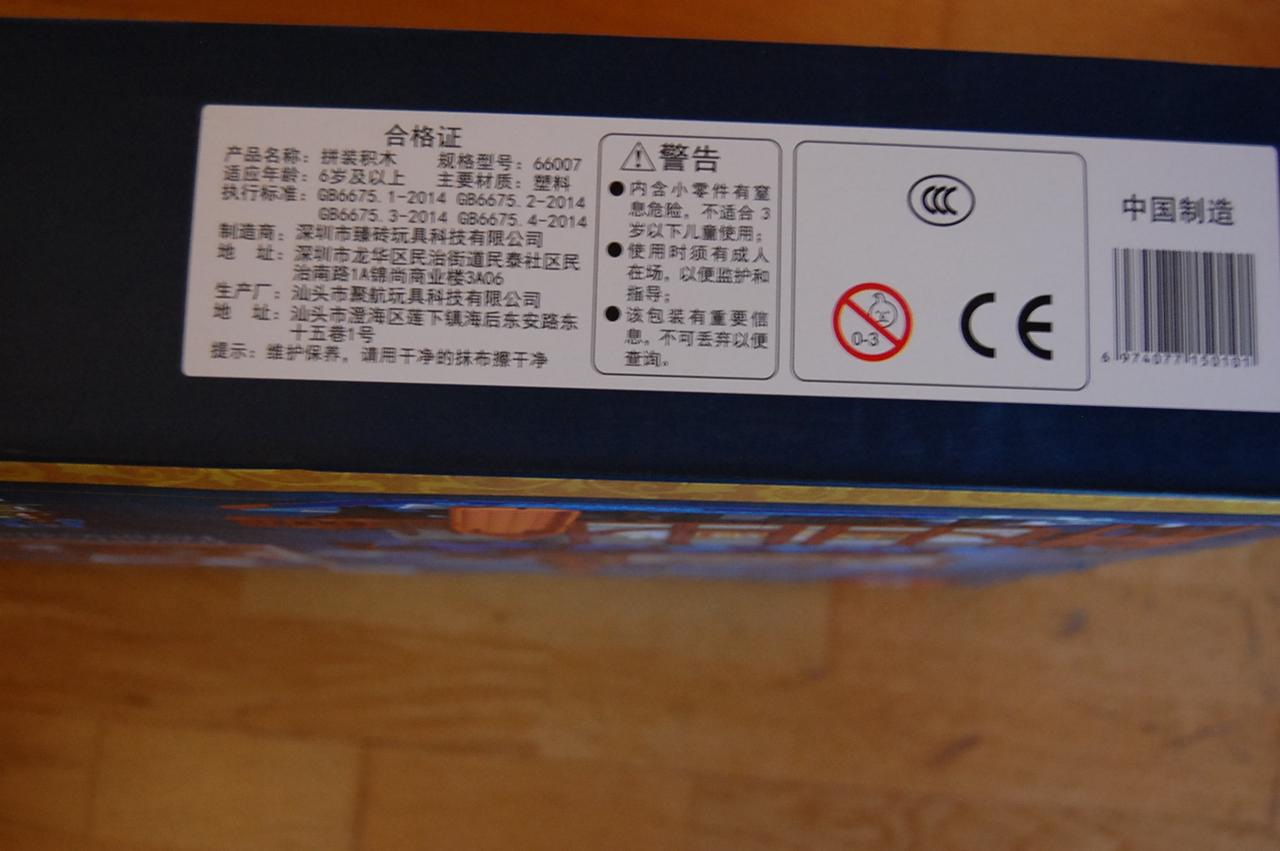 合格证
产品名称：拼装积木 规格型号：66007
适应年龄：6岁及以上 主要材质：塑料
执行标准：GB6675.1-2014 GB6675.2-2014
GB6675.3-2014 GB6675.4-2014
制造商：深圳市臻砖玩具科技有限公司
地 址：深圳市龙华区民治街道民泰社区民
治南路1A锦尚商业楼3A06
生产厂：汕头市聚航玩具科技有限公司
地 址：汕头市澄海区莲下镇海后东安路东
十五巷1号
提示：维护保养，请用干净的抹布擦干净
警告
●内含小零件有窒
息危险，不适合3
岁以下儿童使用；
●使用时须有成人
在场，以便监护和
指导；
●该包装有重要信
息，不可丢弃以便
查询。
CCC
0-3
CE
中国制造
6 974077 150101